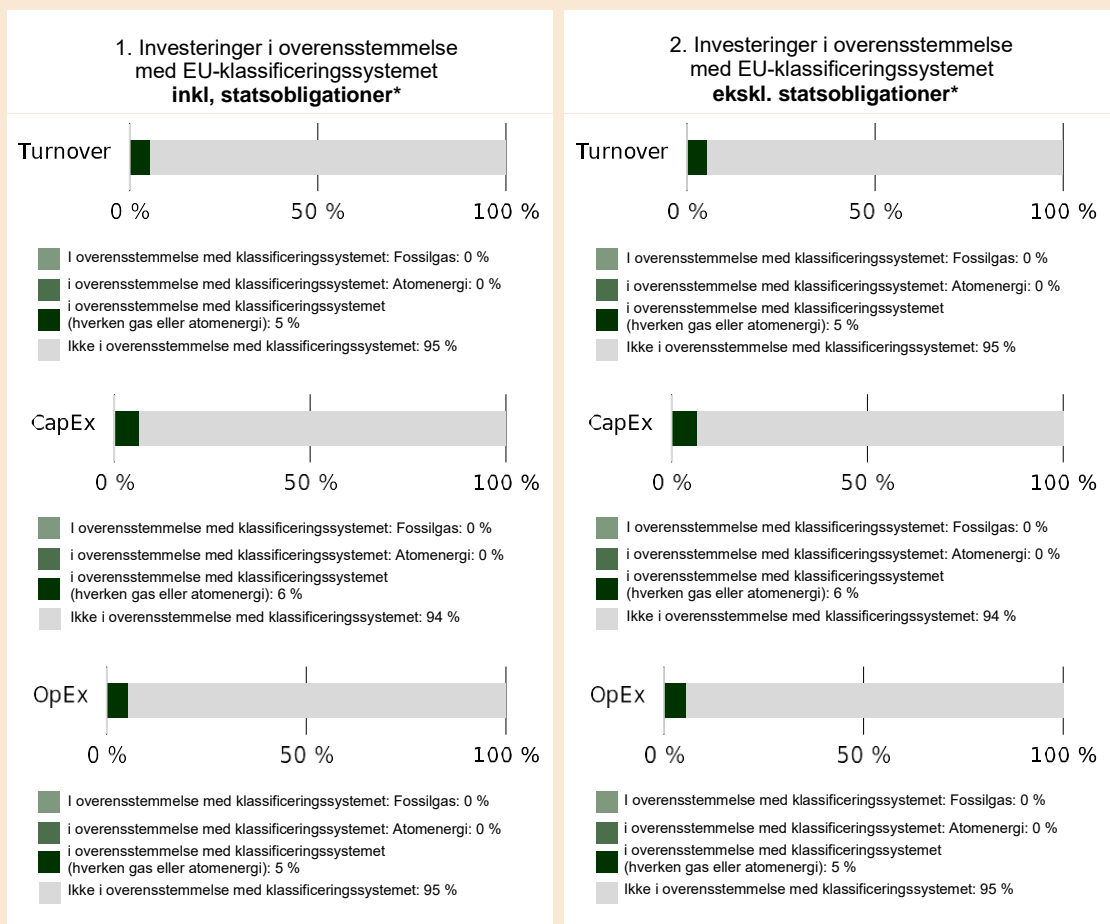 1. Investeringer i overensstemmelse
med EU-klassificeringssystemet
inkl, statsobligationer*
Turnover
0 %
50 %
100 %
I overensstemmelse med klassificeringssystemet: Fossilgas: 0 %
i overensstemmelse med klassificeringssystemet: Atomenergi: 0 %
i overensstemmelse med klassificeringssystemet
(hverken gas eller atomenergi): 5 %
Ikke i overensstemmelse med klassificeringssystemet: 95 %
CapEx
0 %
50 %
100 %
I overensstemmelse med klassificeringssystemet: Fossilgas: 0 %
i overensstemmelse med klassificeringssystemet: Atomenergi: 0 %
i overensstemmelse med klassificeringssystemet
(hverken gas eller atomenergi): 6 %
Ikke i overensstemmelse med klassificeringssystemet: 94 %
OpEx
0 %
50 %
100 %
I overensstemmelse med klassificeringssystemet: Fossilgas: 0 %
i overensstemmelse med klassificeringssystemet: Atomenergi: 0 %
i overensstemmelse med klassificeringssystemet
(hverken gas eller atomenergi): 5 %
Ikke i overensstemmelse med klassificeringssystemet: 95 %
2. Investeringer i overensstemmelse
med EU-klassificeringssystemet
ekskl. statsobligationer*
Turnover
0 %
50 %
100 %
I overensstemmelse med klassificeringssystemet: Fossilgas: 0 %
i overensstemmelse med klassificeringssystemet: Atomenergi: 0 %
i overensstemmelse med klassificeringssystemet
(hverken gas eller atomenergi): 5 %
Ikke i overensstemmelse med klassificeringssystemet: 95 %
CapEx
0 %
50 %
100 %
I overensstemmelse med klassificeringssystemet: Fossilgas: 0 %
i overensstemmelse med klassificeringssystemet: Atomenergi: 0 %
i overensstemmelse med klassificeringssystemet
(hverken gas eller atomenergi): 6 %
Ikke i overensstemmelse med klassificeringssystemet: 94 %
OpEx
0 %
50 %
100 %
I overensstemmelse med klassificeringssystemet: Fossilgas: 0 %
i overensstemmelse med klassificeringssystemet: Atomenergi: 0 %
i overensstemmelse med klassificeringssystemet
(hverken gas eller atomenergi): 5 %
Ikke i overensstemmelse med klassificeringssystemet: 95 %